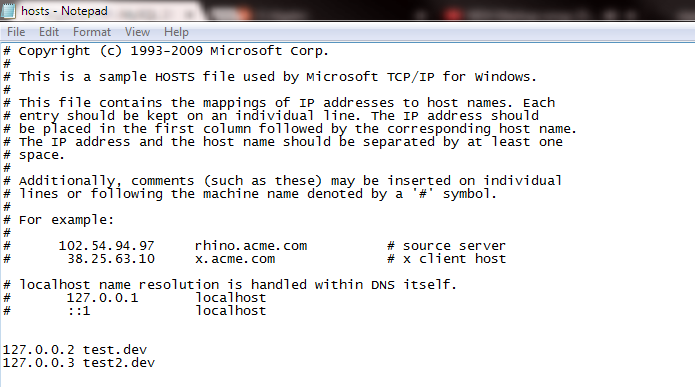 hosts - Notepad
File Edit Format View Help
# Copyright (c) 1993-2009 Microsoft Corp.
#
# This is a sample HOSTS file used by Microsoft TCP/IP for Windows.
#
# This file contains the mappings of IP addresses to host names. Each
# entry should be kept on an individual line. The IP address should
# be placed in the first column followed by the corresponding host name.
# The IP address and the host name should be separated by at least one
# space.
#
# Additionally, comments (such as these) may be inserted on individual
# lines or following the machine name denoted by a '#' symbol.
#
# For example:
#
#      102.54.94.97     rhino.acme.com          # source server
#       38.25.63.10     x.acme.com              # x client host

# localhost name resolution is handled within DNS itself.
#       127.0.0.1       localhost
#       ::1             localhost


127.0.0.2 test.dev
127.0.0.3 test2.dev